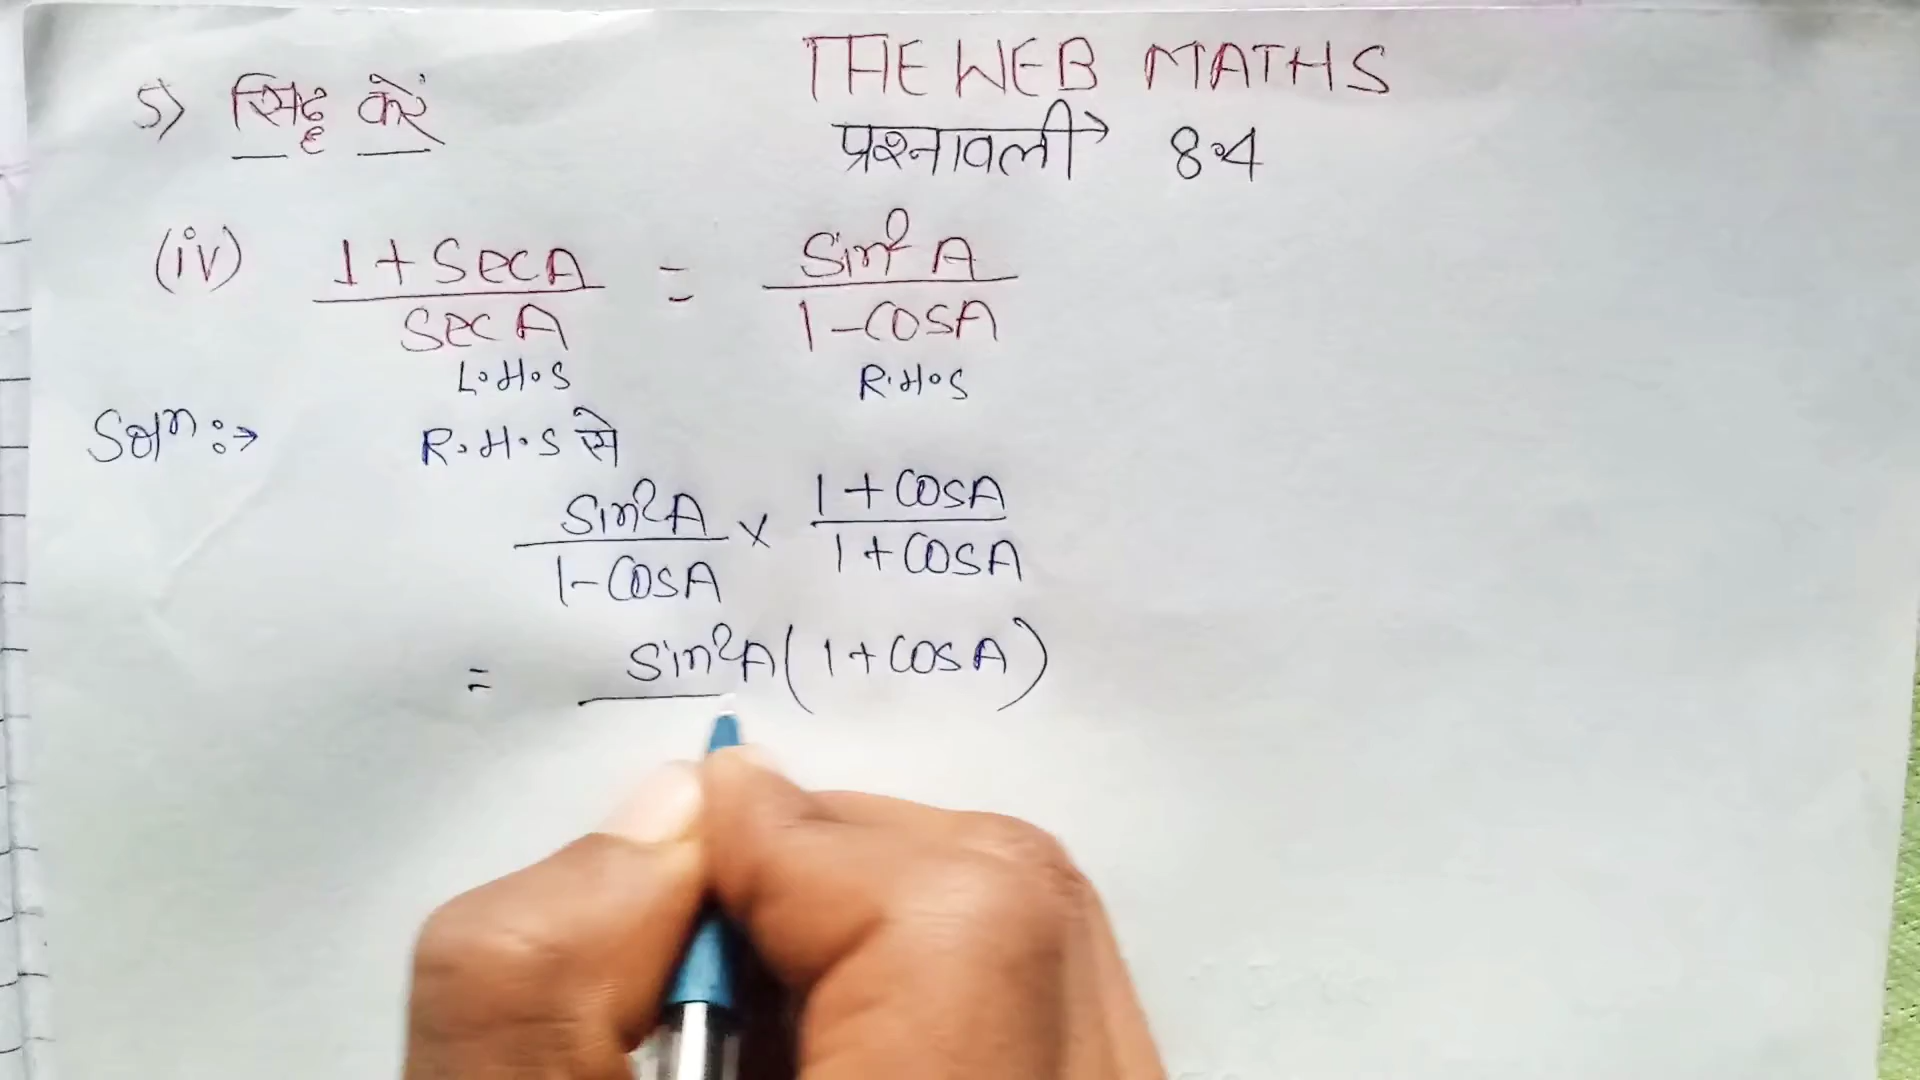 THE WEB MATHS
5) सिद्ध करें
प्रश्नावली → 8.4
(iv) 1+secA / secA = sin²A / 1-cosA
L.H.S R.H.S
Solⁿ:→ R.H.S से
sin²A / 1-cosA × 1+cosA / 1+cosA
= sin²A(1+cosA)